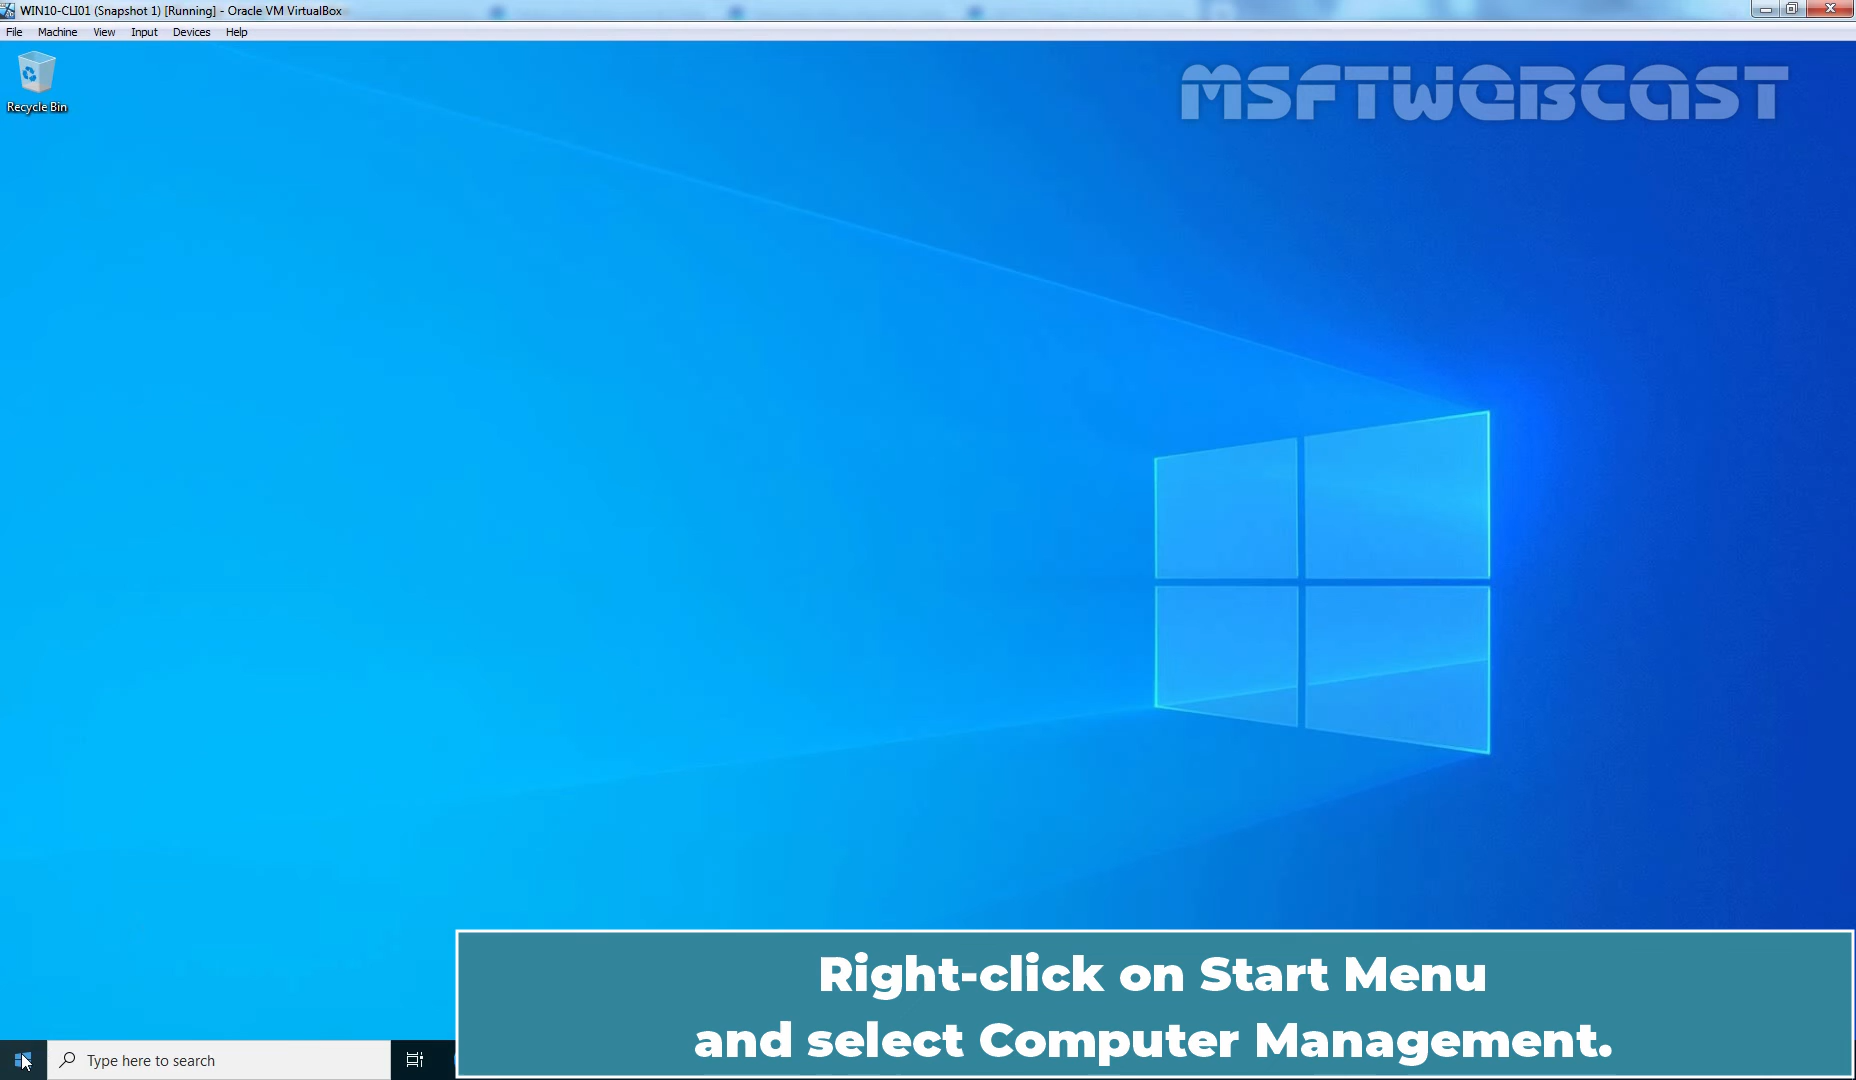 WIN10-CLI01 (Snapshot 1) [Running] - Oracle VM VirtualBox
File Machine View Input Devices Help
MSFTWEBCAST
Recycle Bin
Right-click on Start Menu
and select Computer Management.
Type here to search